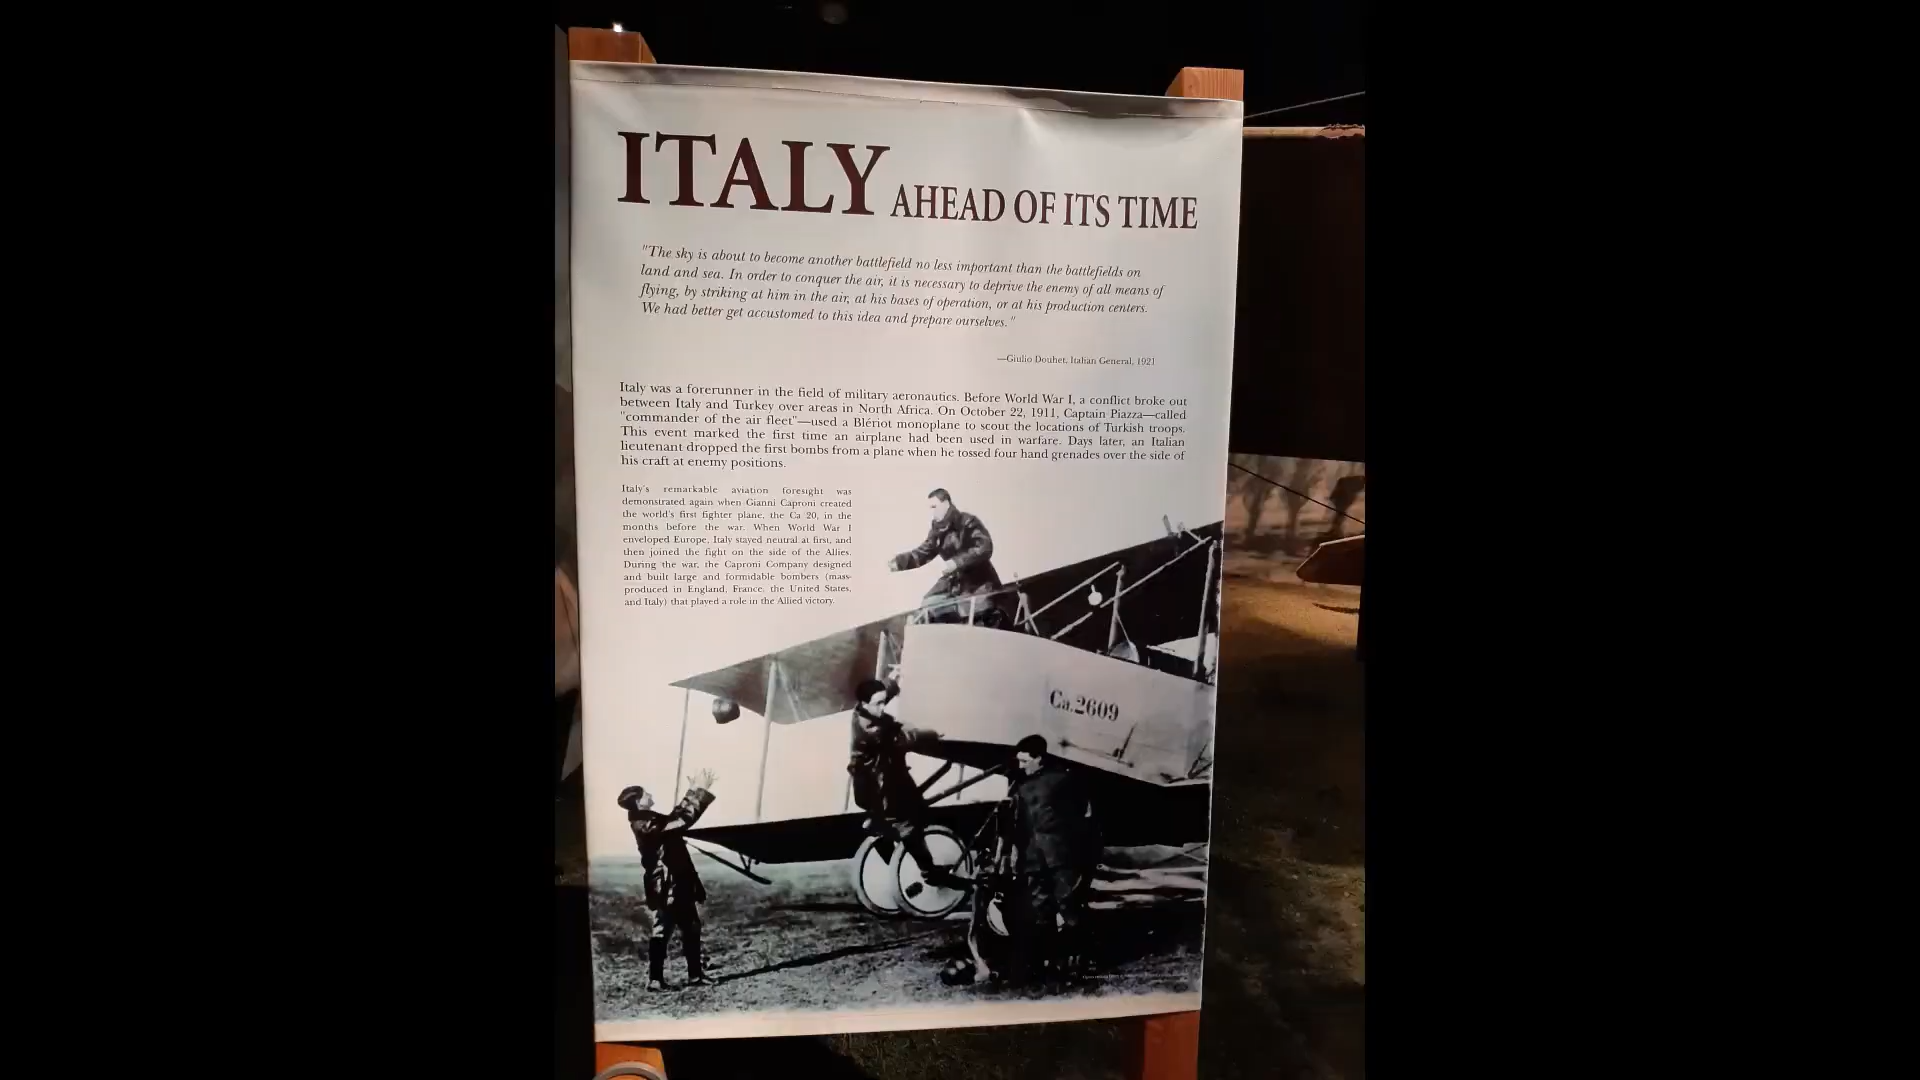 ITALY AHEAD OF ITS TIME
"The sky is about to become another battlefield no less important than the battlefields on
land and sea. In order to conquer the air, it is necessary to deprive the enemy of all means of
flying, by striking at him in the air, at his bases of operation, or at his production centers.
We had better get accustomed to this idea and prepare ourselves."
—Giulio Douhet, Italian General, 1921
Italy was a forerunner in the field of military aeronautics. Before World War I, a conflict broke out
between Italy and Turkey over areas in North Africa. On October 22, 1911, Captain Piazza—called
"commander of the air fleet"—used a Blériot monoplane to scout the locations of Turkish troops.
This event marked the first time an airplane had been used in warfare. Days later, an Italian
lieutenant dropped the first bombs from a plane when he tossed four hand grenades over the side of
his craft at enemy positions.
Italy's remarkable aviation foresight was
demonstrated again when Gianni Caproni created
the world's first fighter plane, the Ca 20, in the
months before the war. When World War I
enveloped Europe, Italy stayed neutral at first, and
then joined the fight on the side of the Allies.
During the war, the Caproni Company designed
and built large and formidable bombers (mass-
produced in England, France, the United States,
and Italy) that played a role in the Allied victory.
Ca.2609